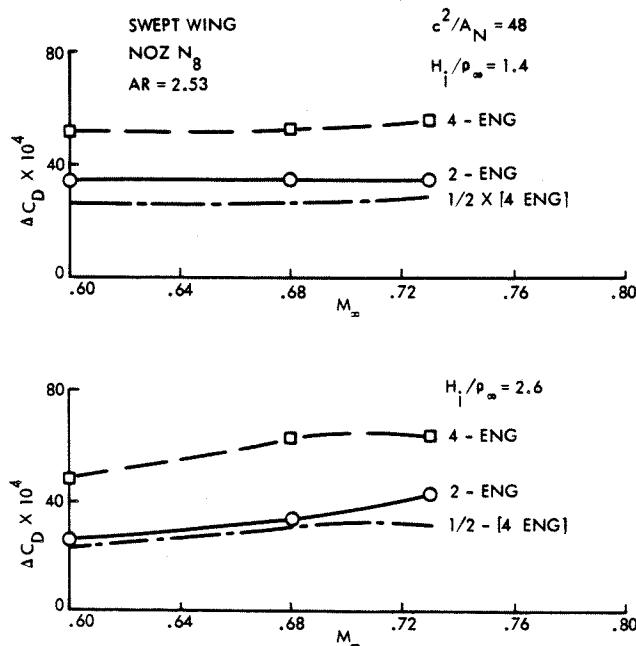 SWEPT WING
NOZ N8
AR = 2.53
c²/A_N = 48
H_j/p_∞ = 1.4
ΔC_D X 10⁴
80
40
0
4 - ENG
2 - ENG
1/2 X [4 ENG]
.60 .64 .68 .72 .76 .80
M_∞
H_j/p_∞ = 2.6
ΔC_D X 10⁴
80
40
0
4 - ENG
2 - ENG
1/2 - [4 ENG]
.60 .64 .68 .72 .76 .80
M_∞